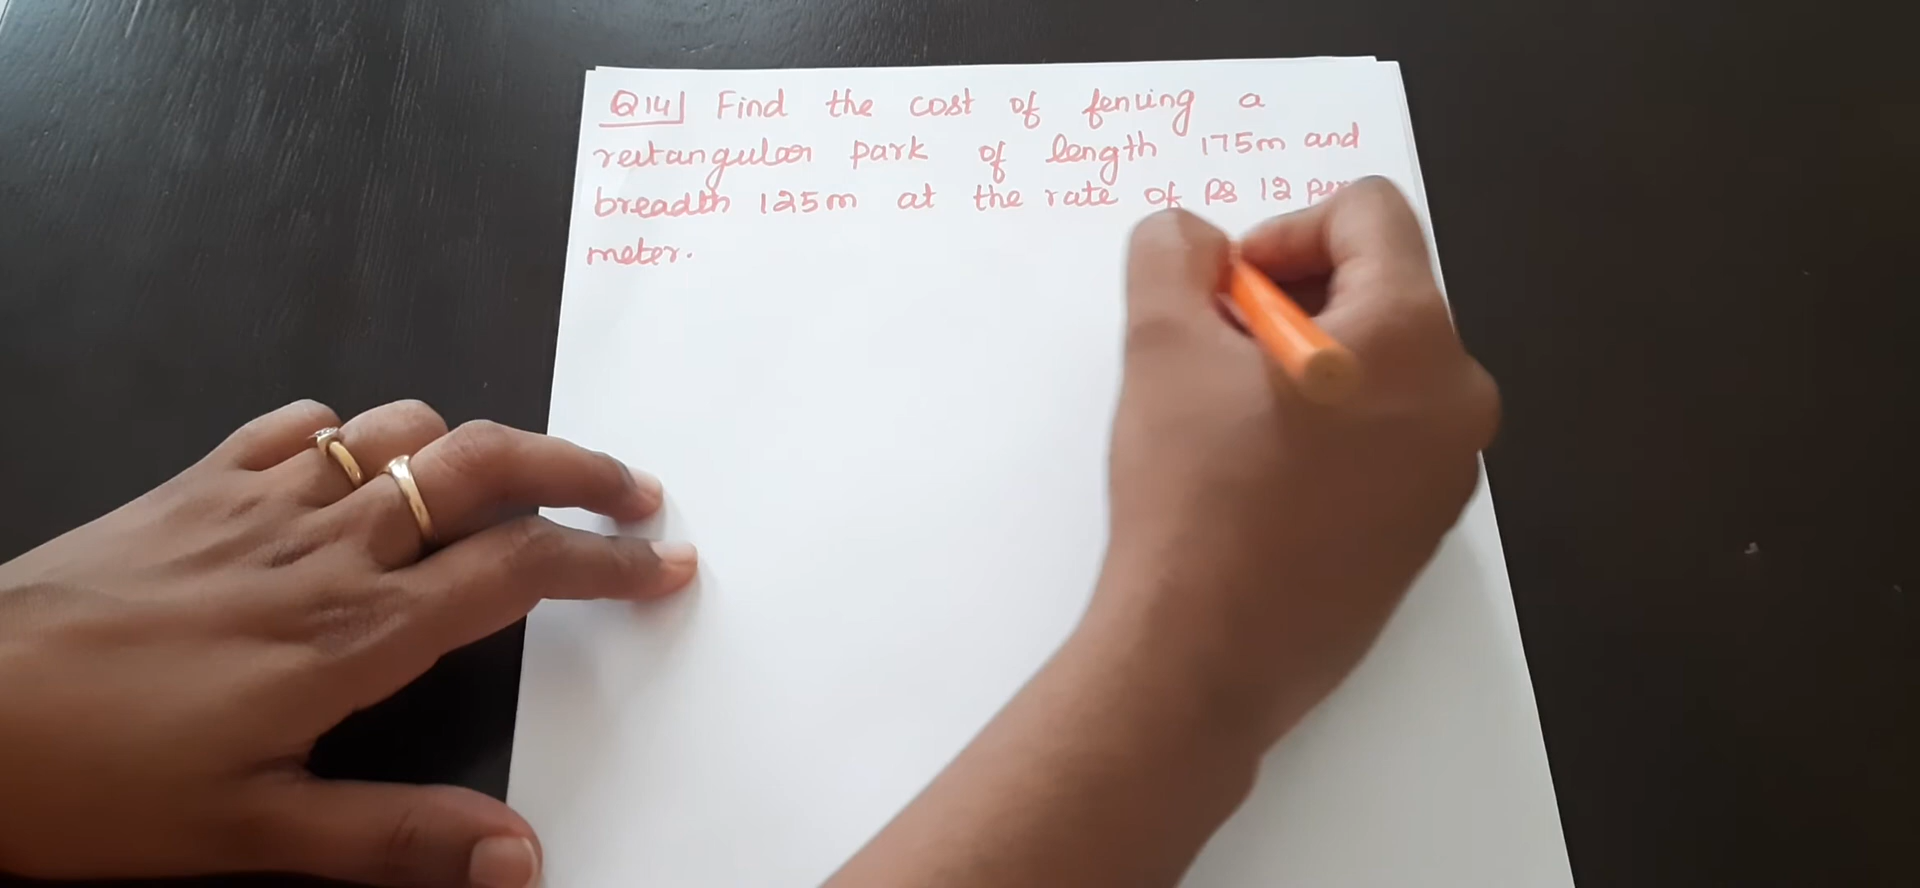 Q14| Find the cost of fencing a
rectangular park of length 175m and
breadth 125m at the rate of Rs 12 per
meter.